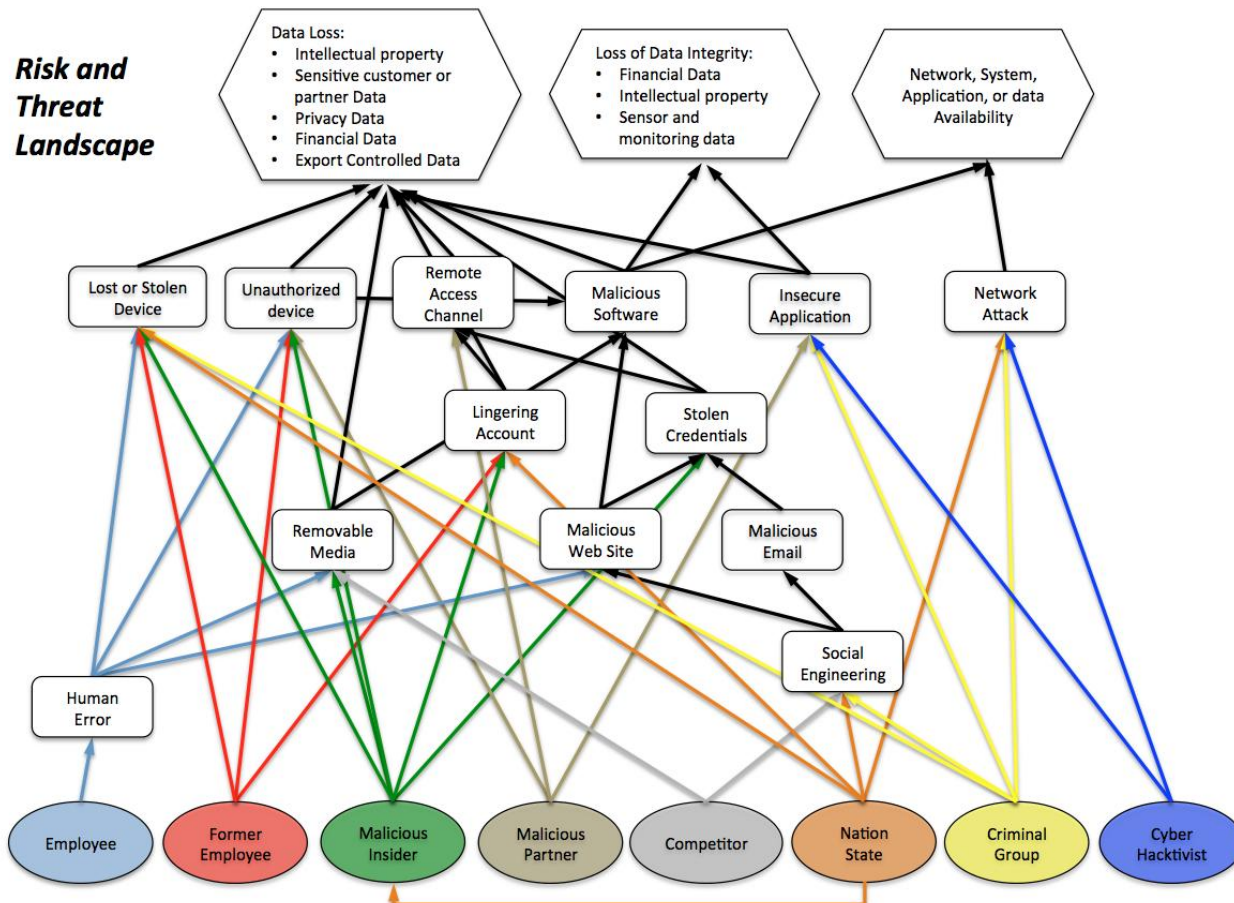 Risk and
Threat
Landscape
Data Loss:
• Intellectual property
• Sensitive customer or
partner Data
• Privacy Data
• Financial Data
• Export Controlled Data
Loss of Data Integrity:
• Financial Data
• Intellectual property
• Sensor and
monitoring data
Network, System,
Application, or data
Availability
Lost or Stolen
Device
Unauthorized
device
Remote
Access
Channel
Malicious
Software
Insecure
Application
Network
Attack
Lingering
Account
Stolen
Credentials
Removable
Media
Malicious
Web Site
Malicious
Email
Social
Engineering
Human
Error
Employee
Former
Employee
Malicious
Insider
Malicious
Partner
Competitor
Nation
State
Criminal
Group
Cyber
Hacktivist